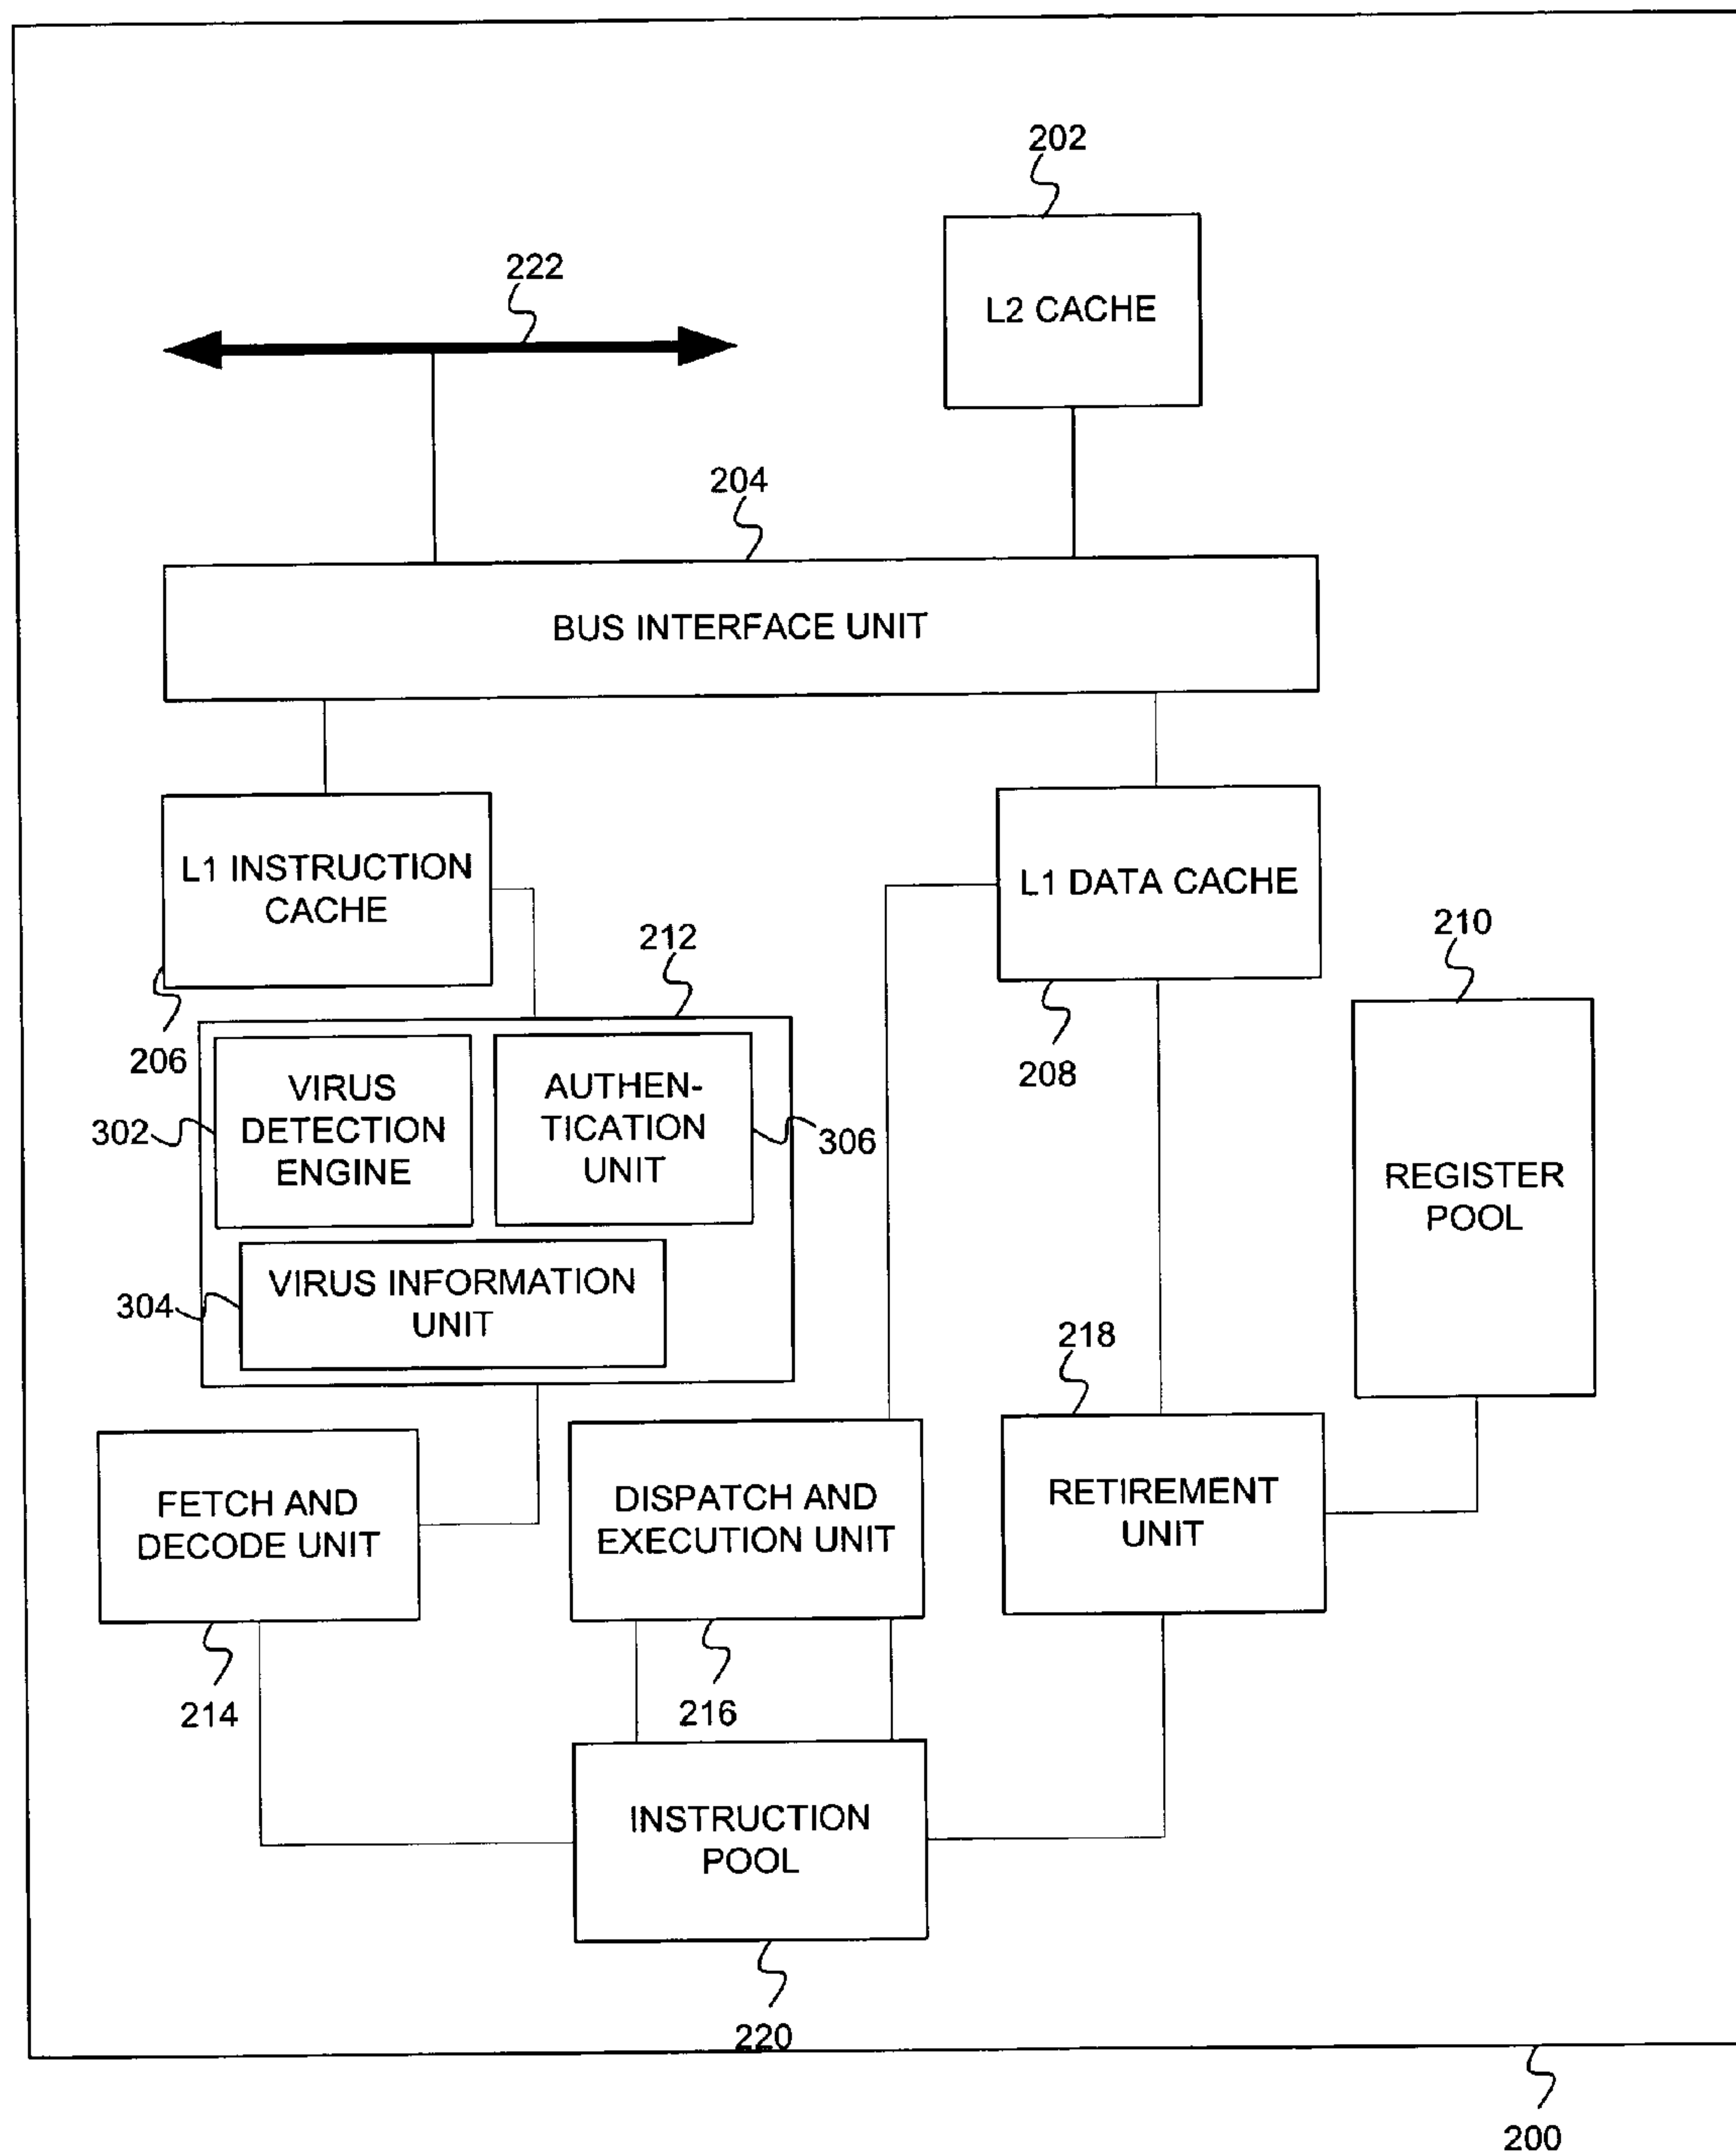 202
222
L2 CACHE
204
BUS INTERFACE UNIT
L1 INSTRUCTION
CACHE
L1 DATA CACHE
212
210
206
208
VIRUS
DETECTION
ENGINE
302
AUTHEN-
TICATION
UNIT
306
REGISTER
POOL
VIRUS INFORMATION
UNIT
304
218
FETCH AND
DECODE UNIT
DISPATCH AND
EXECUTION UNIT
RETIREMENT
UNIT
214
216
INSTRUCTION
POOL
220
200